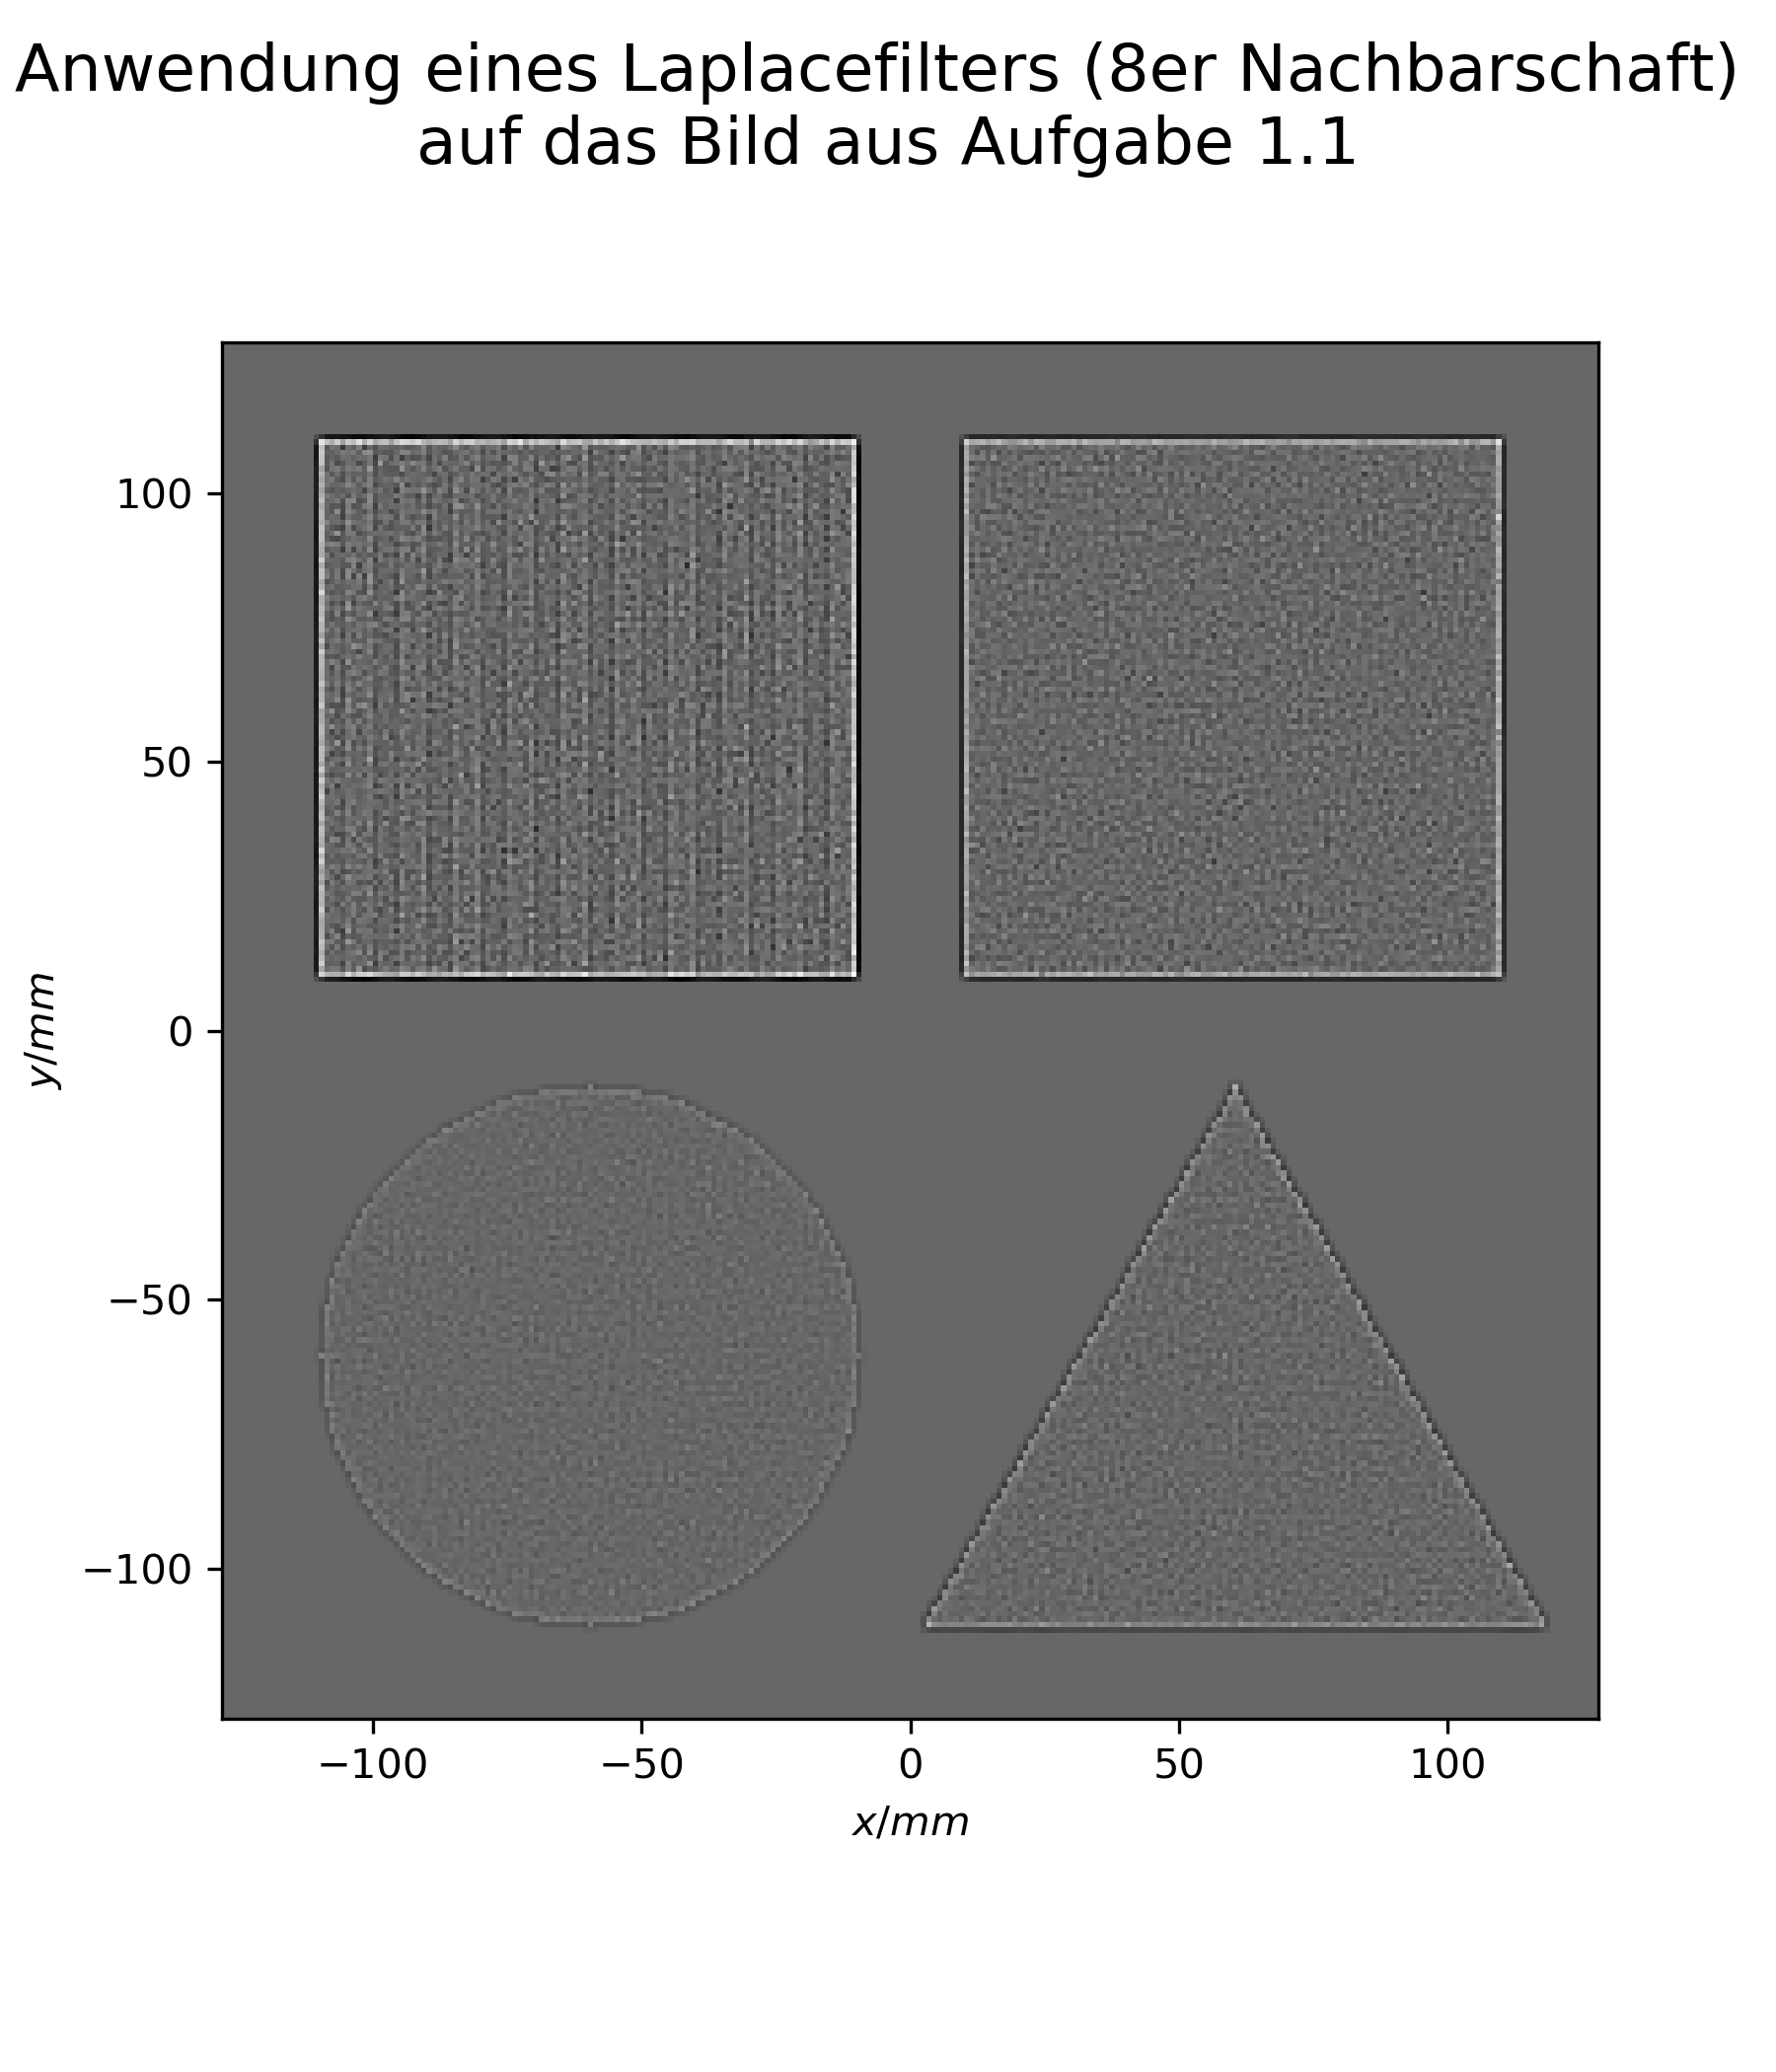 Anwendung eines Laplacefilters (8er Nachbarschaft)
auf das Bild aus Aufgabe 1.1
100
50
0
−50
−100
y/mm
−100
−50
0
50
100
x/mm